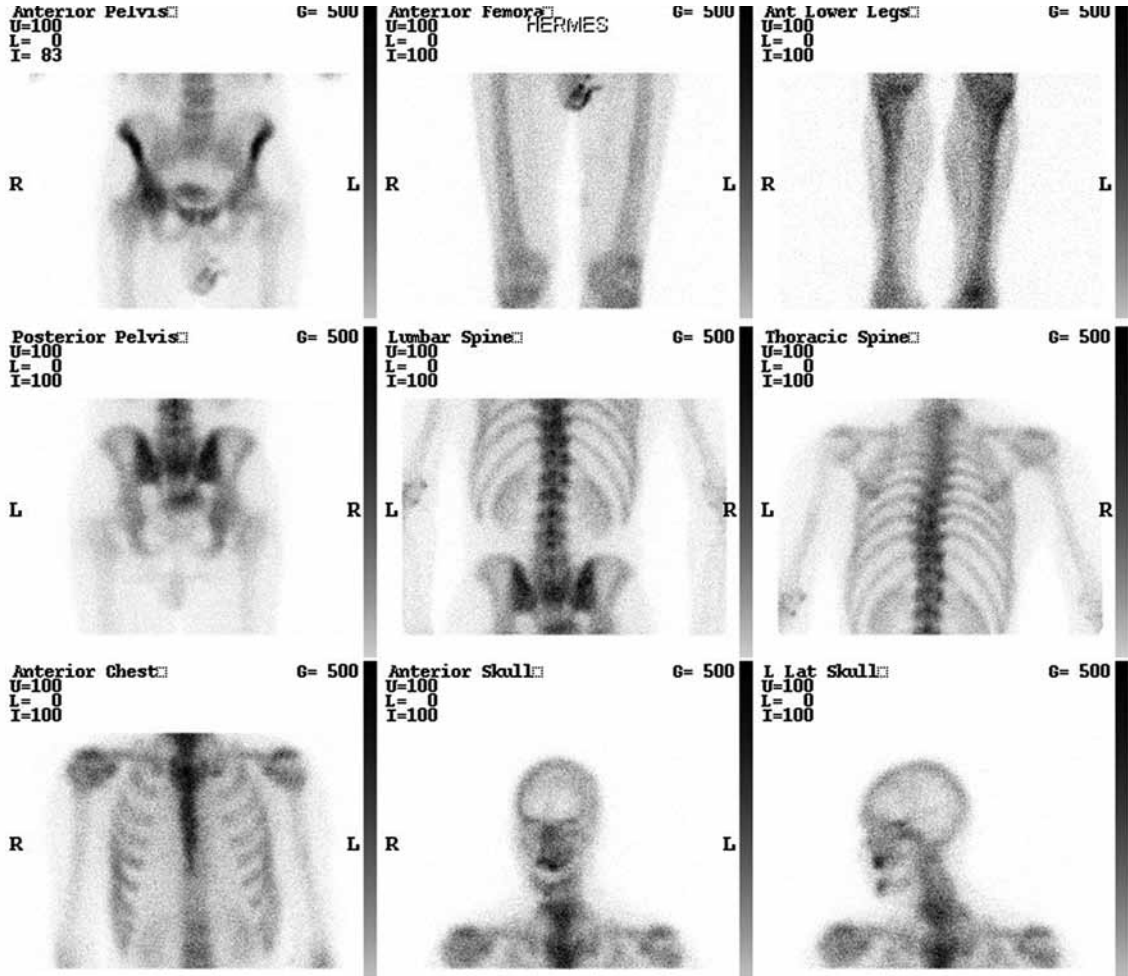 Anterior Pelvis G= 500
U=100
L= 0
I= 83
R L
Anterior Femora G= 500
U=100
HERMES
L= 0
I=100
R L
Ant Lower Legs G= 500
U=100
L= 0
I=100
R L
Posterior Pelvis G= 500
U=100
L= 0
I=100
L R
Lumbar Spine G= 500
U=100
L= 0
I=100
L R
Thoracic Spine G= 500
U=100
L= 0
I=100
L R
Anterior Chest G= 500
U=100
L= 0
I=100
R L
Anterior Skull G= 500
U=100
L= 0
I=100
R L
L Lat Skull G= 500
U=100
L= 0
I=100